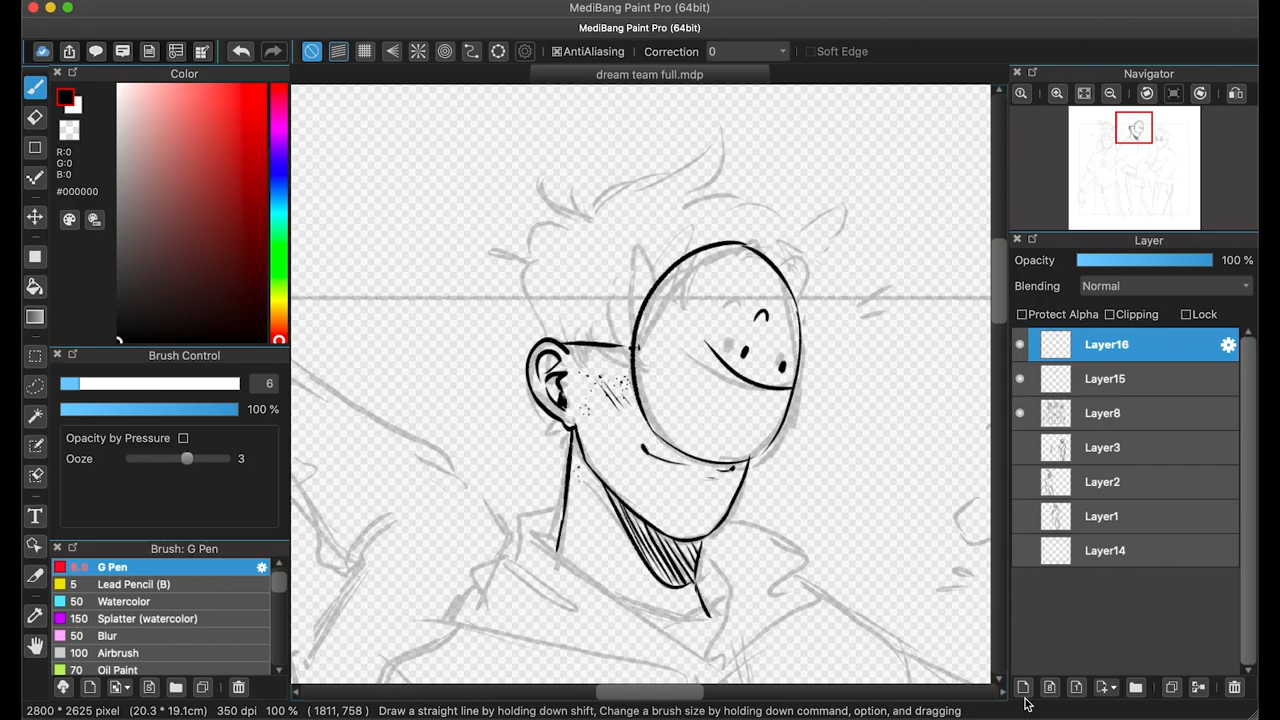 MediBang Paint Pro (64bit)
MediBang Paint Pro (64bit)
AntiAliasing Correction 0 Soft Edge
Color
dream team full.mdp
Navigator
R:0
G:0
B:0
#000000
Layer
Opacity 100 %
Blending Normal
Protect Alpha Clipping Lock
Layer16
Layer15
Layer8
Layer3
Layer2
Layer1
Layer14
Brush Control
6
100 %
Opacity by Pressure
Ooze 3
Brush: G Pen
6.0 G Pen
5 Lead Pencil (B)
50 Watercolor
150 Splatter (watercolor)
50 Blur
100 Airbrush
70 Oil Paint
2800 * 2625 pixel (20.3 * 19.1cm) 350 dpi 100 % ( 1811, 758 ) Draw a straight line by holding down shift, Change a brush size by holding down command, option, and dragging